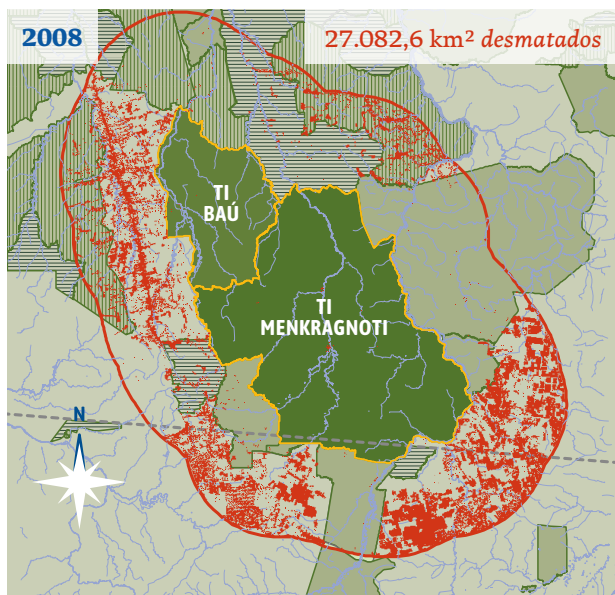 2008
27.082,6 km² desmatados
TI
BAÚ
TI
MENKRAGNOTI
N